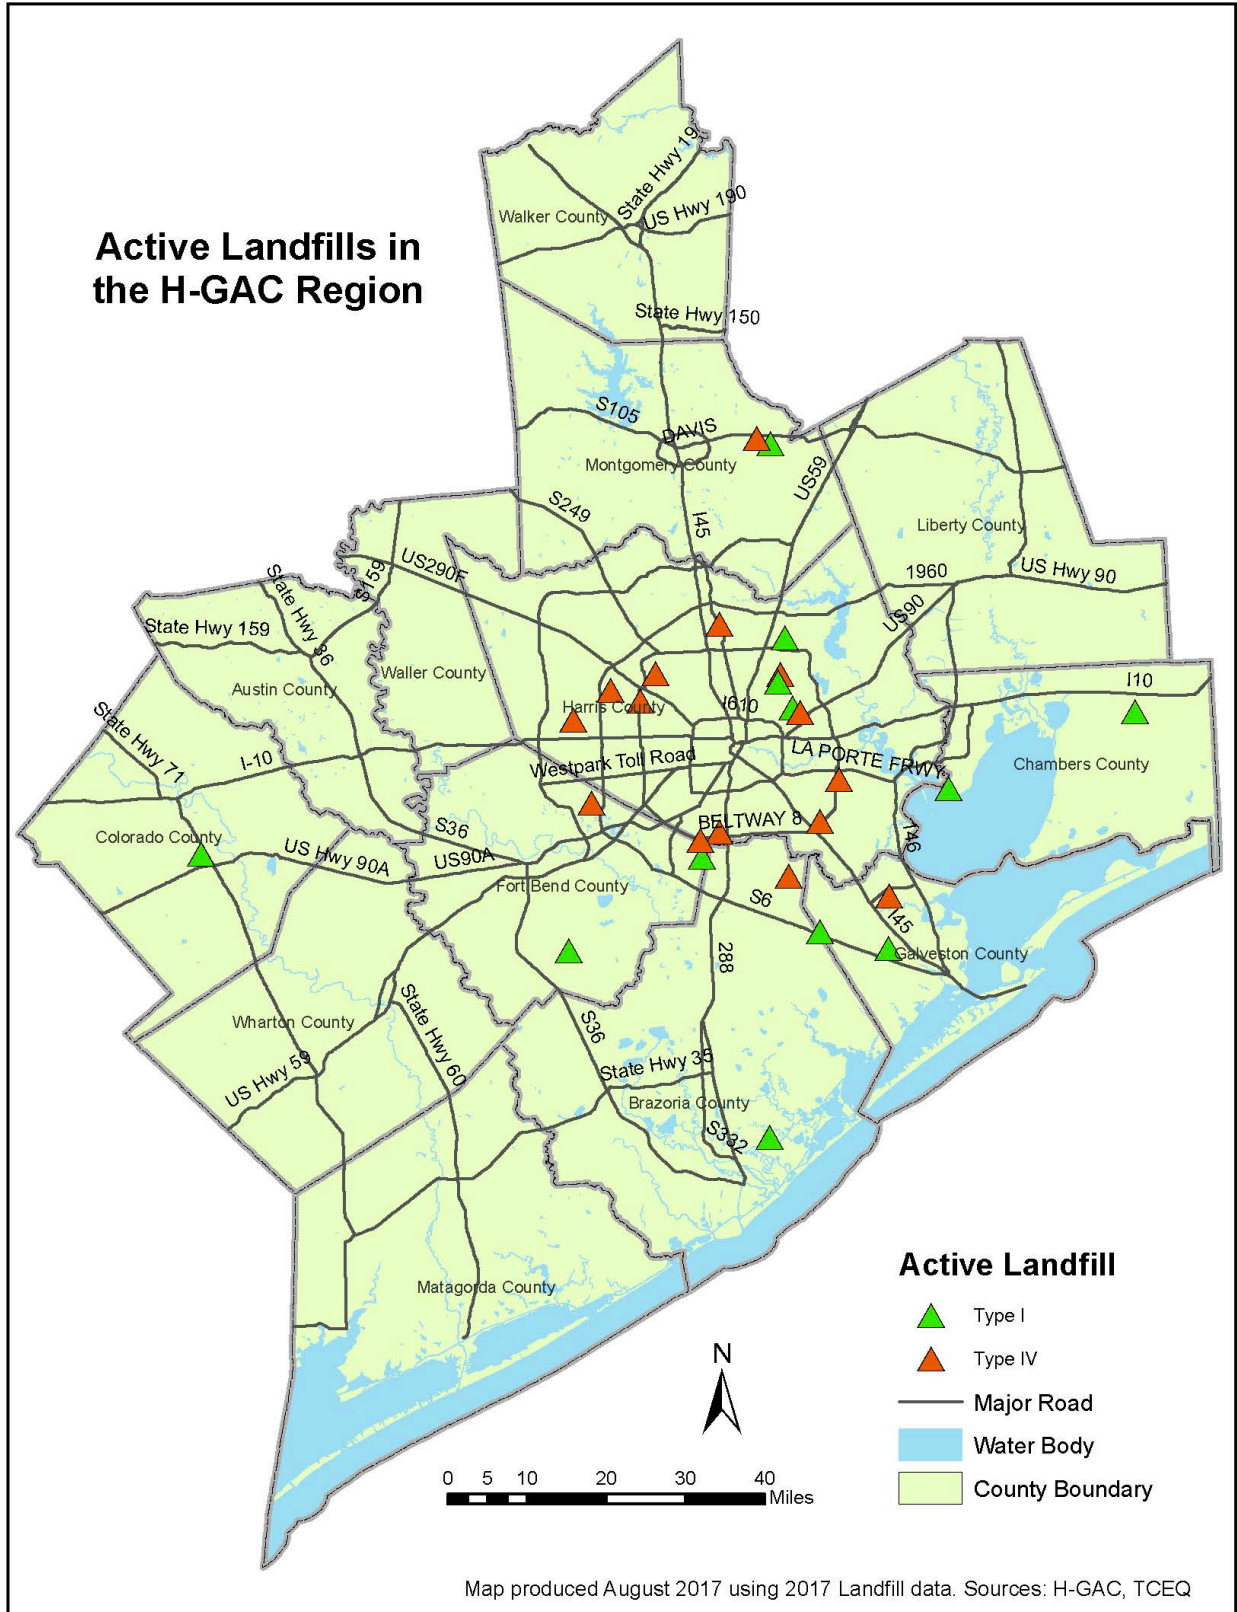 Active Landfills in
the H-GAC Region
State Hwy 19
Walker County
US Hwy 190
State Hwy 150
S105
DAVIS
Montgomery County
US59
S249
I45
Liberty County
US290F
S159
State Hwy 36
1960
US Hwy 90
US90
State Hwy 159
Waller County
Austin County
I10
Harris County
I610
State Hwy 71
I-10
Westpark Toll Road
LA PORTE FRWY
Chambers County
Colorado County
S36
BELTWAY 8
146
US Hwy 90A
US90A
Fort Bend County
S6
I45
288
Galveston County
Wharton County
State Hwy 60
S36
US Hwy 59
State Hwy 35
Brazoria County
S332
Matagorda County
Active Landfill
Type I
Type IV
Major Road
Water Body
County Boundary
N
0 5 10 20 30 40
Miles
Map produced August 2017 using 2017 Landfill data. Sources: H-GAC, TCEQ